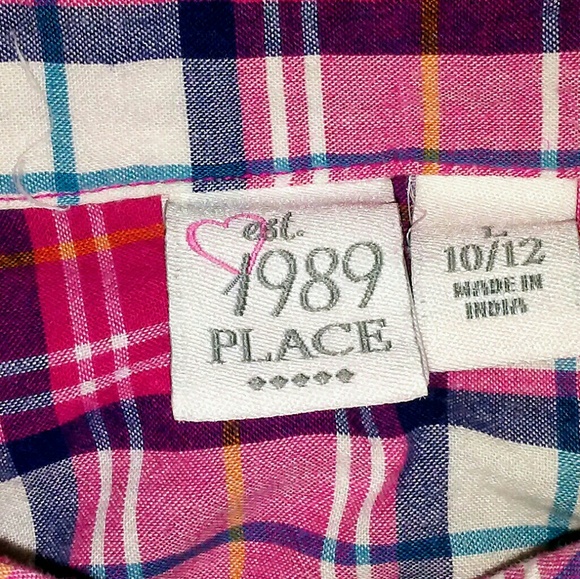 est.
1989
PLACE
L
10/12
MADE IN
INDIA